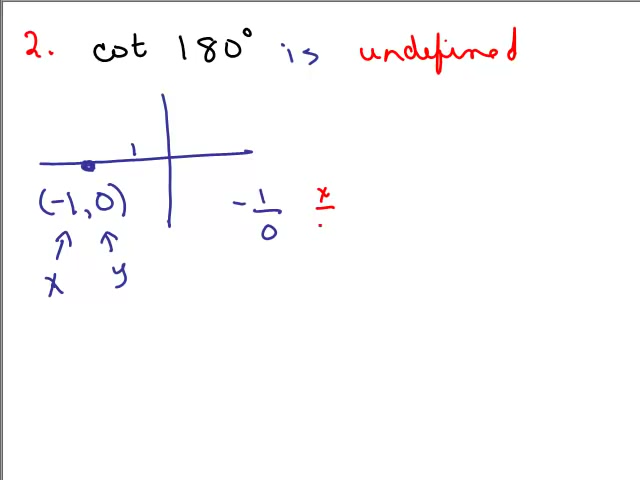 2. cot 180° is undefined
1
(-1, 0)
x y
- 1/0 x/